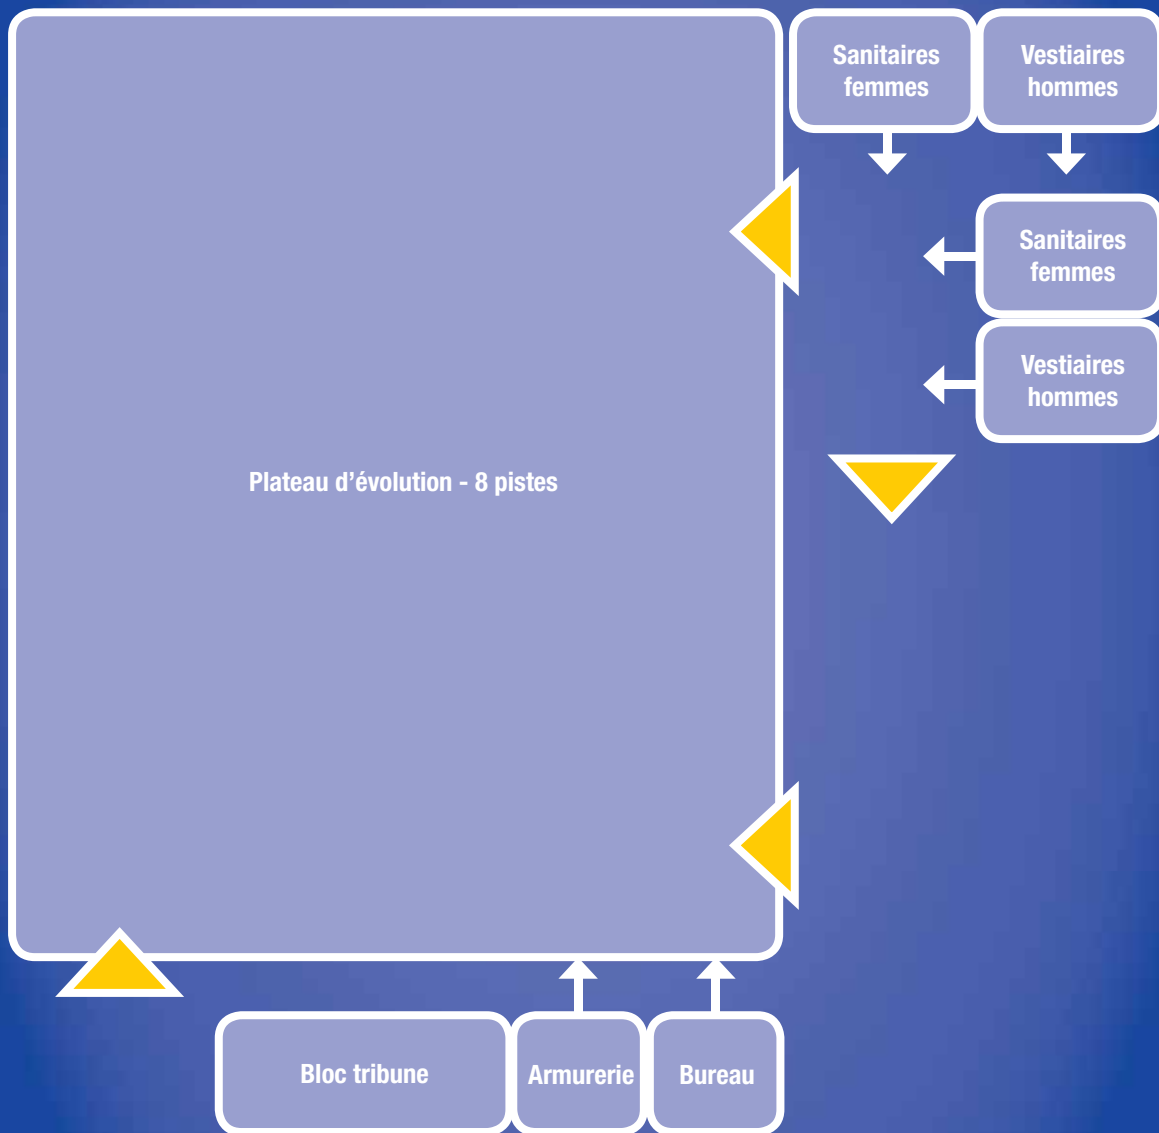 Sanitaires
femmes
Vestiaires
hommes
Sanitaires
femmes
Vestiaires
hommes
Plateau d’évolution - 8 pistes
Bloc tribune
Armurerie
Bureau